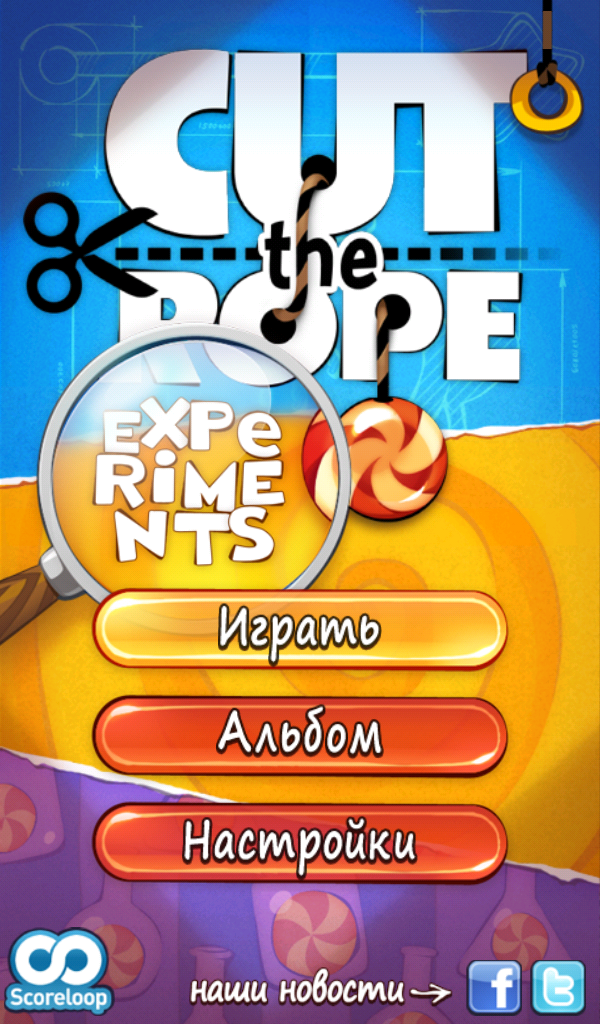 CUT
the
ROPE
EXPE
RiME
NTS
Играть
Альбом
Настройки
наши новости
Scoreloop
f
t